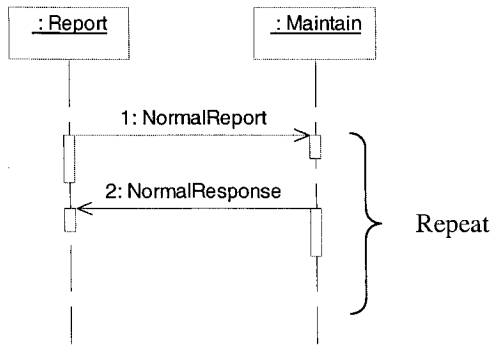 : Report
: Maintain
1: NormalReport
2: NormalResponse
Repeat